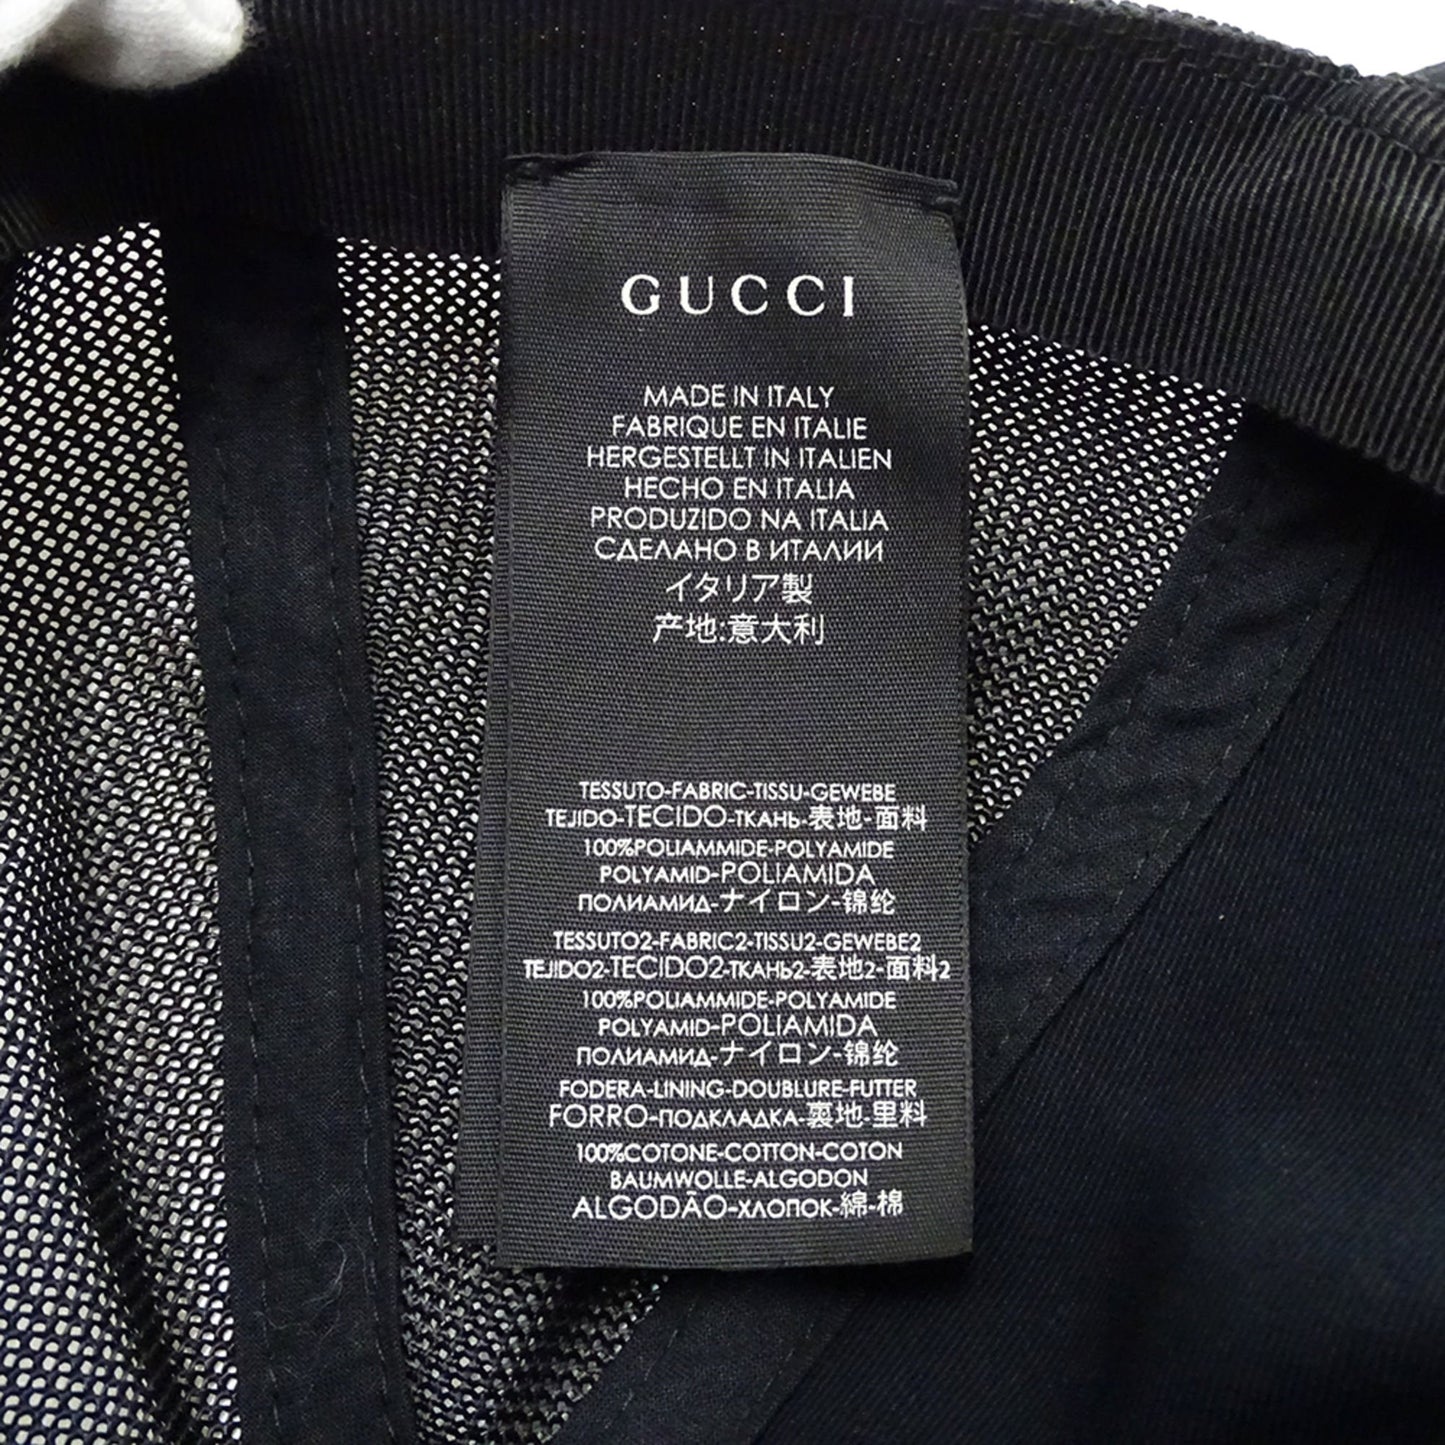 GUCCI
MADE IN ITALY
FABRIQUE EN ITALIE
HERGESTELLT IN ITALIEN
HECHO EN ITALIA
PRODUZIDO NA ITALIA
СДЕЛАНО В ИТАЛИИ
イタリア製
产地:意大利
TESSUTO-FABRIC-TISSU-GEWEBE
TEJIDO-TECIDO-ТКАНЬ-表地-面料
100%POLIAMMIDE-POLYAMIDE
POLYAMID-POLIAMIDA
ПОЛИАМИД-ナイロン-锦纶
TESSUTO2-FABRIC2-TISSU2-GEWEBE2
TEJIDO2-TECIDO2-ТКАНЬ2-表地2-面料2
100%POLIAMMIDE-POLYAMIDE
POLYAMID-POLIAMIDA
ПОЛИАМИД-ナイロン-锦纶
FODERA-LINING-DOUBLURE-FUTTER
FORRO-ПОДКЛАДКА-裏地-里料
100%COTONE-COTTON-COTON
BAUMWOLLE-ALGODON
ALGODÃO-ХЛОПОК-綿-棉